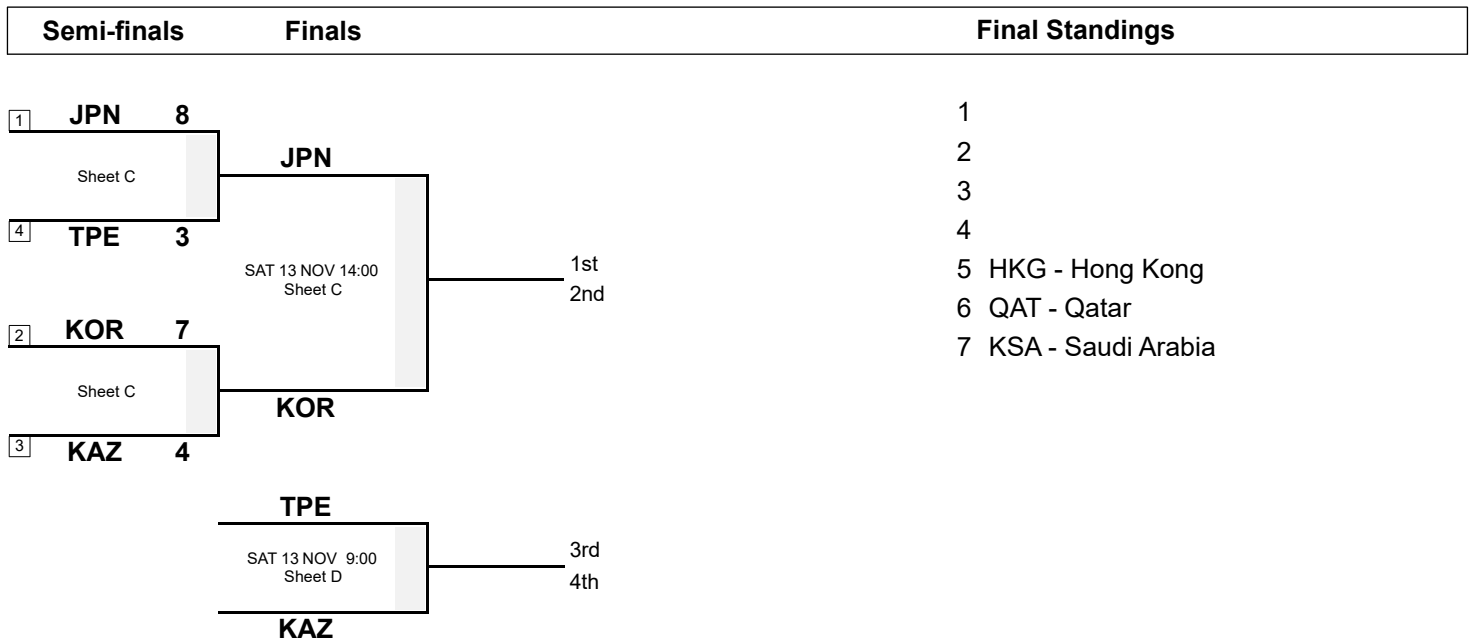 Semi-finals Finals Final Standings
1 JPN 8
Sheet C
4 TPE 3
JPN
SAT 13 NOV 14:00
Sheet C
KOR
1st
2nd
2 KOR 7
Sheet C
3 KAZ 4
TPE
SAT 13 NOV 9:00
Sheet D
KAZ
3rd
4th
1
2
3
4
5 HKG - Hong Kong
6 QAT - Qatar
7 KSA - Saudi Arabia